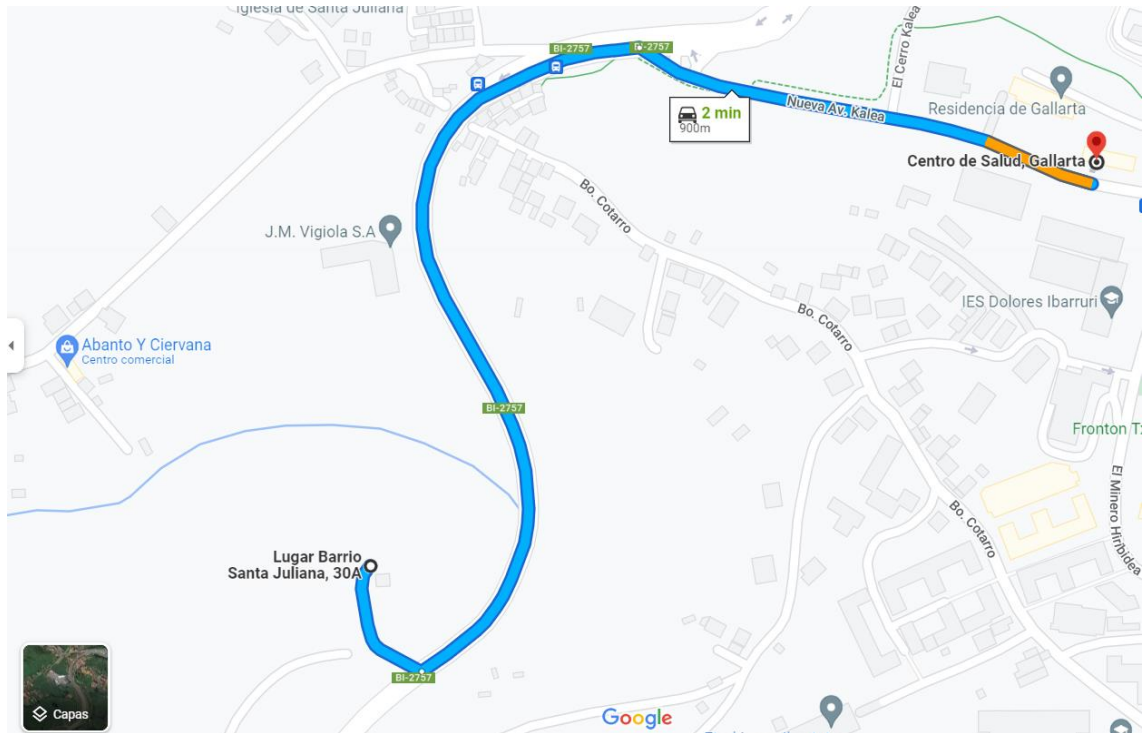 Iglesia de Santa Juliana
BI-2757
BI-2757
El Cerro Kalea
2 min
900m
Nueva Av. Kalea
Residencia de Gallarta
Centro de Salud, Gallarta
Bo. Cotarro
J.M. Vigiola S.A
IES Dolores Ibarruri
Bo. Cotarro
Abanto Y Ciervana
Centro comercial
BI-2757
Fronton
El Minero Hiribidea
Bo. Cotarro
Lugar Barrio
Santa Juliana, 30A
BI-2757
Capas
Google